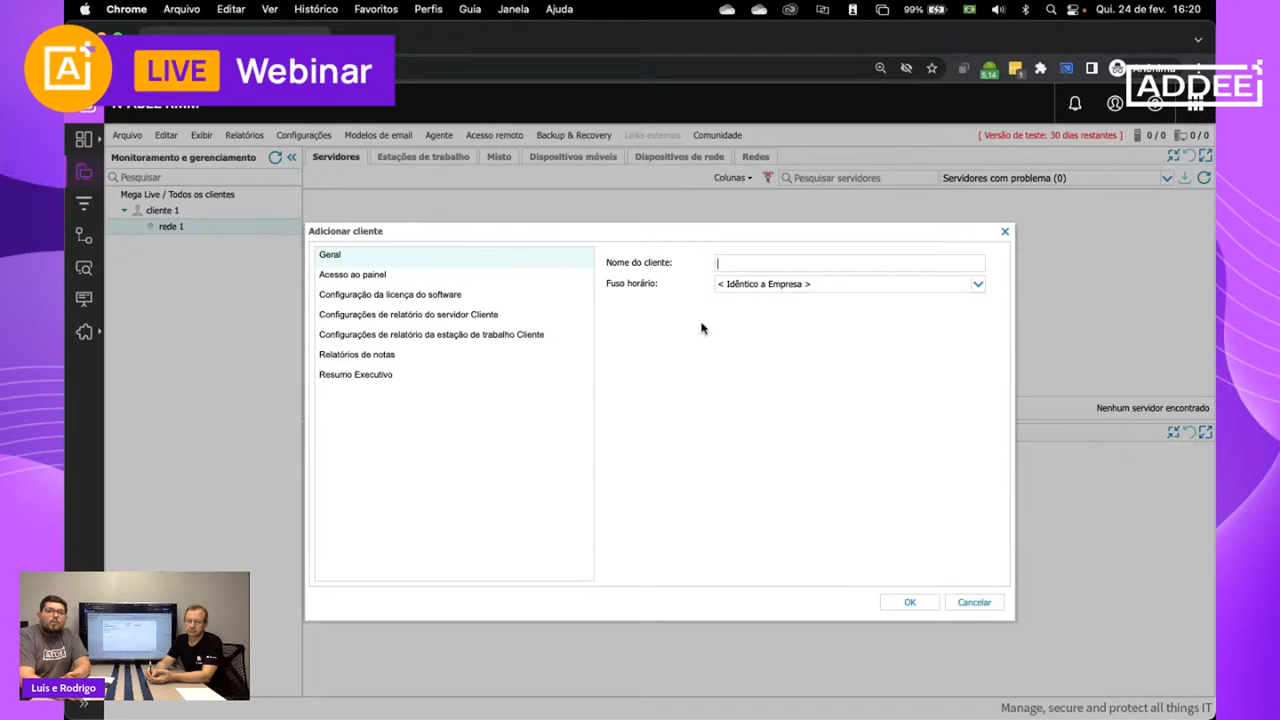 Chrome Arquivo Editar Ver Histórico Favoritos Perfis Guia Janela Ajuda 99% Qui. 24 de fev. 16:20
LIVE Webinar
5,14
1
ADDEE
Arquivo Editar Exibir Relatórios Configurações Modelos de email Agente Acesso remoto Backup & Recovery Links externos Comunidade [ Versão de teste: 30 dias restantes ] 0 / 0 0 / 0
Monitoramento e gerenciamento Servidores Estações de trabalho Misto Dispositivos móveis Dispositivos de rede Redes
Pesquisar Colunas Pesquisar servidores Servidores com problema (0)
Mega Live / Todos os clientes
cliente 1
rede 1
Adicionar cliente
Geral
Acesso ao painel
Configuração da licença do software
Configurações de relatório do servidor Cliente
Configurações de relatório da estação de trabalho Cliente
Relatórios de notas
Resumo Executivo
Nome do cliente:
Fuso horário: < Idêntico a Empresa >
Nenhum servidor encontrado
OK Cancelar
Luís e Rodrigo
Manage, secure and protect all things IT